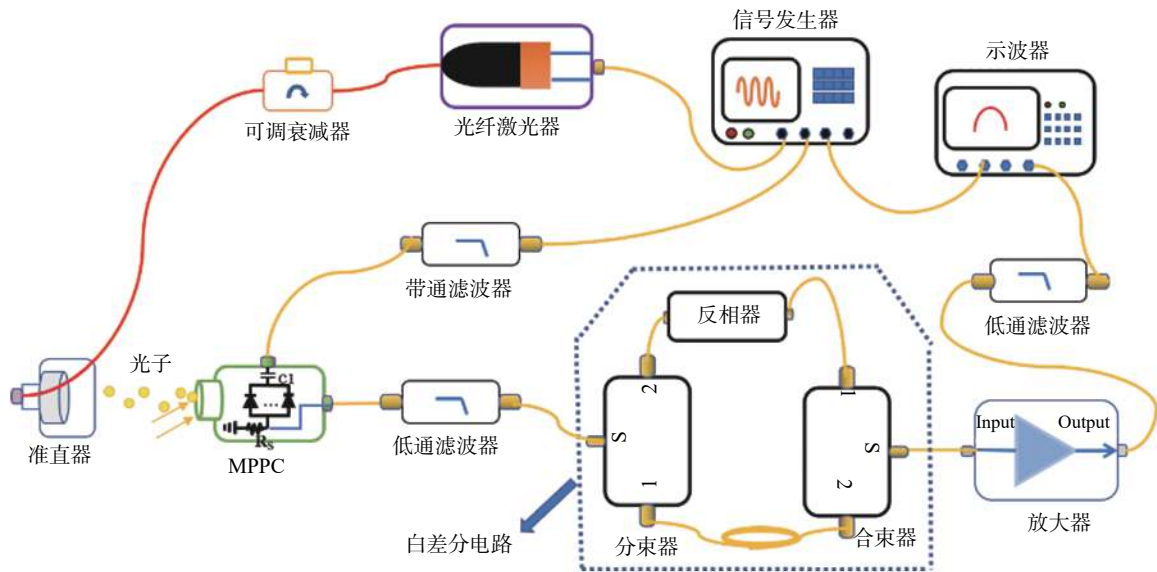 信号发生器
示波器
可调衰减器
光纤激光器
带通滤波器
低通滤波器
反相器
光子
C1
Rs
准直器
MPPC
低通滤波器
2
S
1
分束器
1
S
2
合束器
Input
Output
放大器
白差分电路